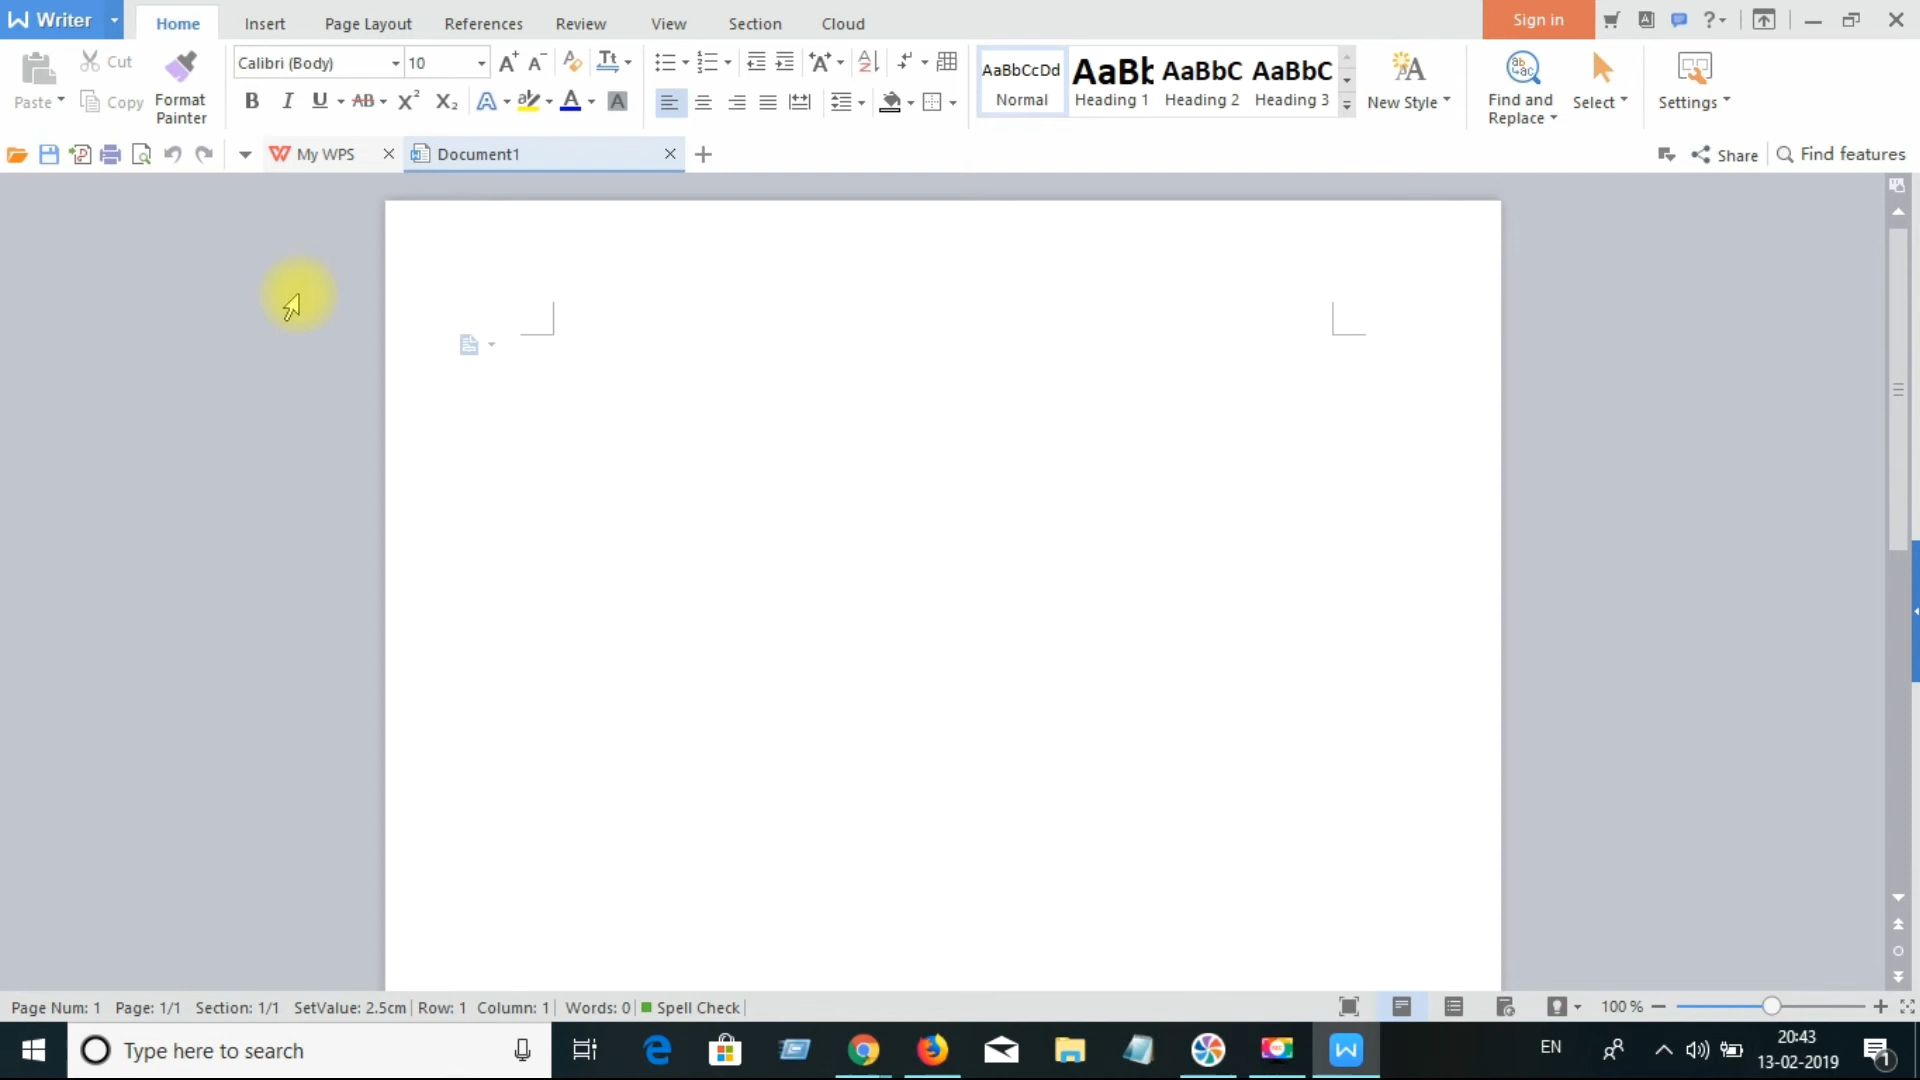 Writer
Home Insert Page Layout References Review View Section Cloud
Sign in
Paste Cut Copy Format Painter
Calibri (Body) 10
AaBbCcDd AaBb AaBbC AaBbC
Normal Heading 1 Heading 2 Heading 3
New Style
Find and Replace
Select
Settings
My WPS Document1
Share Find features
Page Num: 1 Page: 1/1 Section: 1/1 SetValue: 2.5cm Row: 1 Column: 1 Words: 0 Spell Check
100 %
Type here to search
EN
20:43
13-02-2019
1